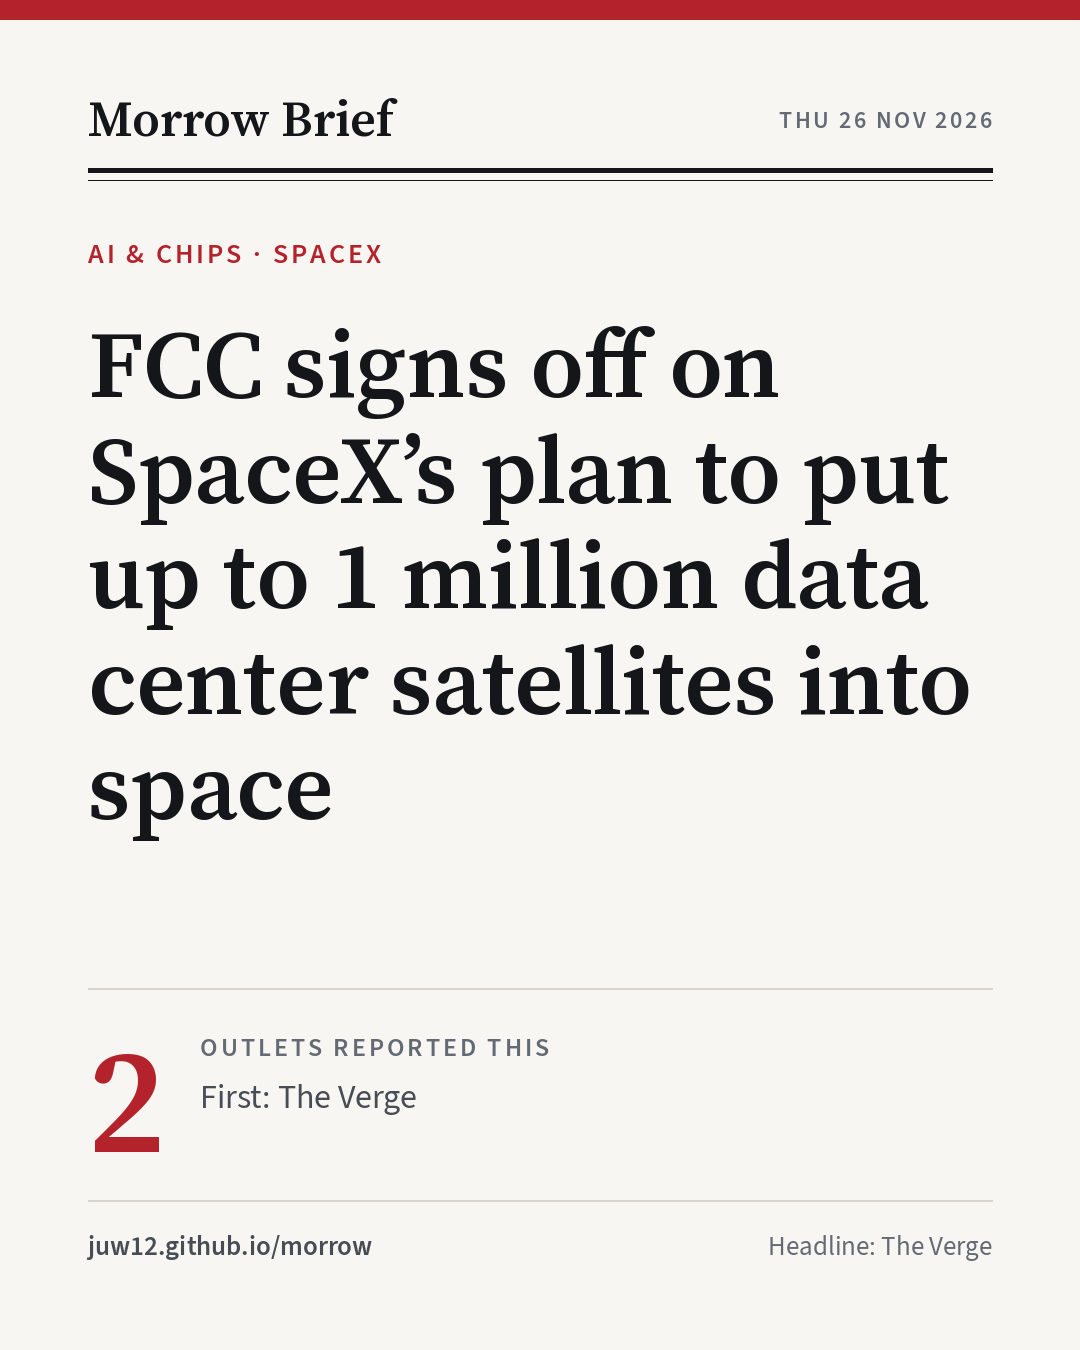 Morrow Brief
THU 26 NOV 2026
AI & CHIPS · SPACEX
FCC signs off on
SpaceX’s plan to put
up to 1 million data
center satellites into
space
2
OUTLETS REPORTED THIS
First: The Verge
juw12.github.io/morrow
Headline: The Verge